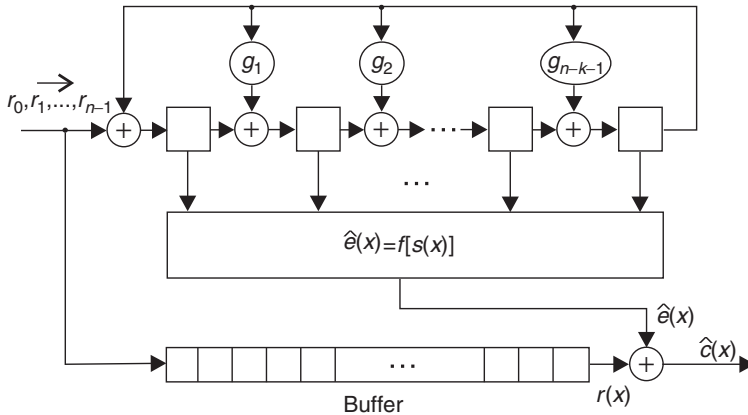 g₁ g₂ gₙ₋ₖ₋₁
r₀,r₁,...,rₙ₋₁
+ + + ... +
...
ê(x)=f[s(x)]
ê(x)
... + ĉ(x)
r(x)
Buffer